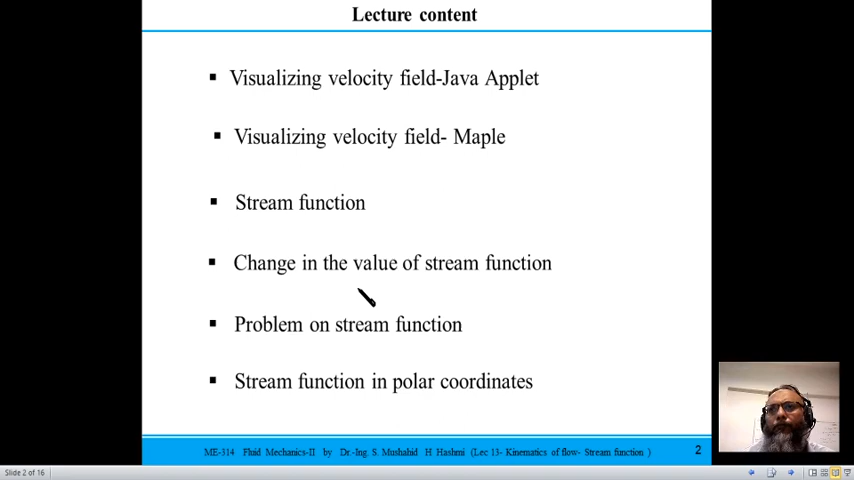 Lecture content
▪ Visualizing velocity field-Java Applet
▪ Visualizing velocity field- Maple
▪ Stream function
▪ Change in the value of stream function
▪ Problem on stream function
▪ Stream function in polar coordinates
ME-314 Fluid Mechanics-II by Dr.-Ing. S. Mushahid H Hashmi (Lec 13- Kinematics of flow- Stream function ) 2
Slide 2 of 16